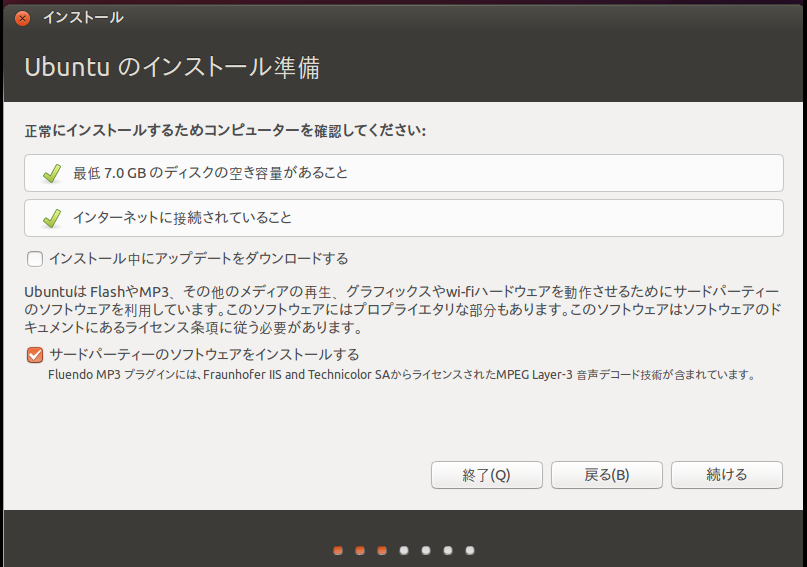 インストール
Ubuntu のインストール準備
正常にインストールするためコンピューターを確認してください:
最低 7.0 GB のディスクの空き容量があること
インターネットに接続されていること
インストール中にアップデートをダウンロードする
Ubuntuは FlashやMP3、その他のメディアの再生、グラフィックスやwi-fiハードウェアを動作させるためにサードパーティー
のソフトウェアを利用しています。このソフトウェアにはプロプライエタリな部分もあります。このソフトウェアはソフトウェアのド
キュメントにあるライセンス条項に従う必要があります。
サードパーティーのソフトウェアをインストールする
Fluendo MP3 プラグインには、Fraunhofer IIS and Technicolor SAからライセンスされたMPEG Layer-3 音声デコード技術が含まれています。
終了(Q)
戻る(B)
続ける